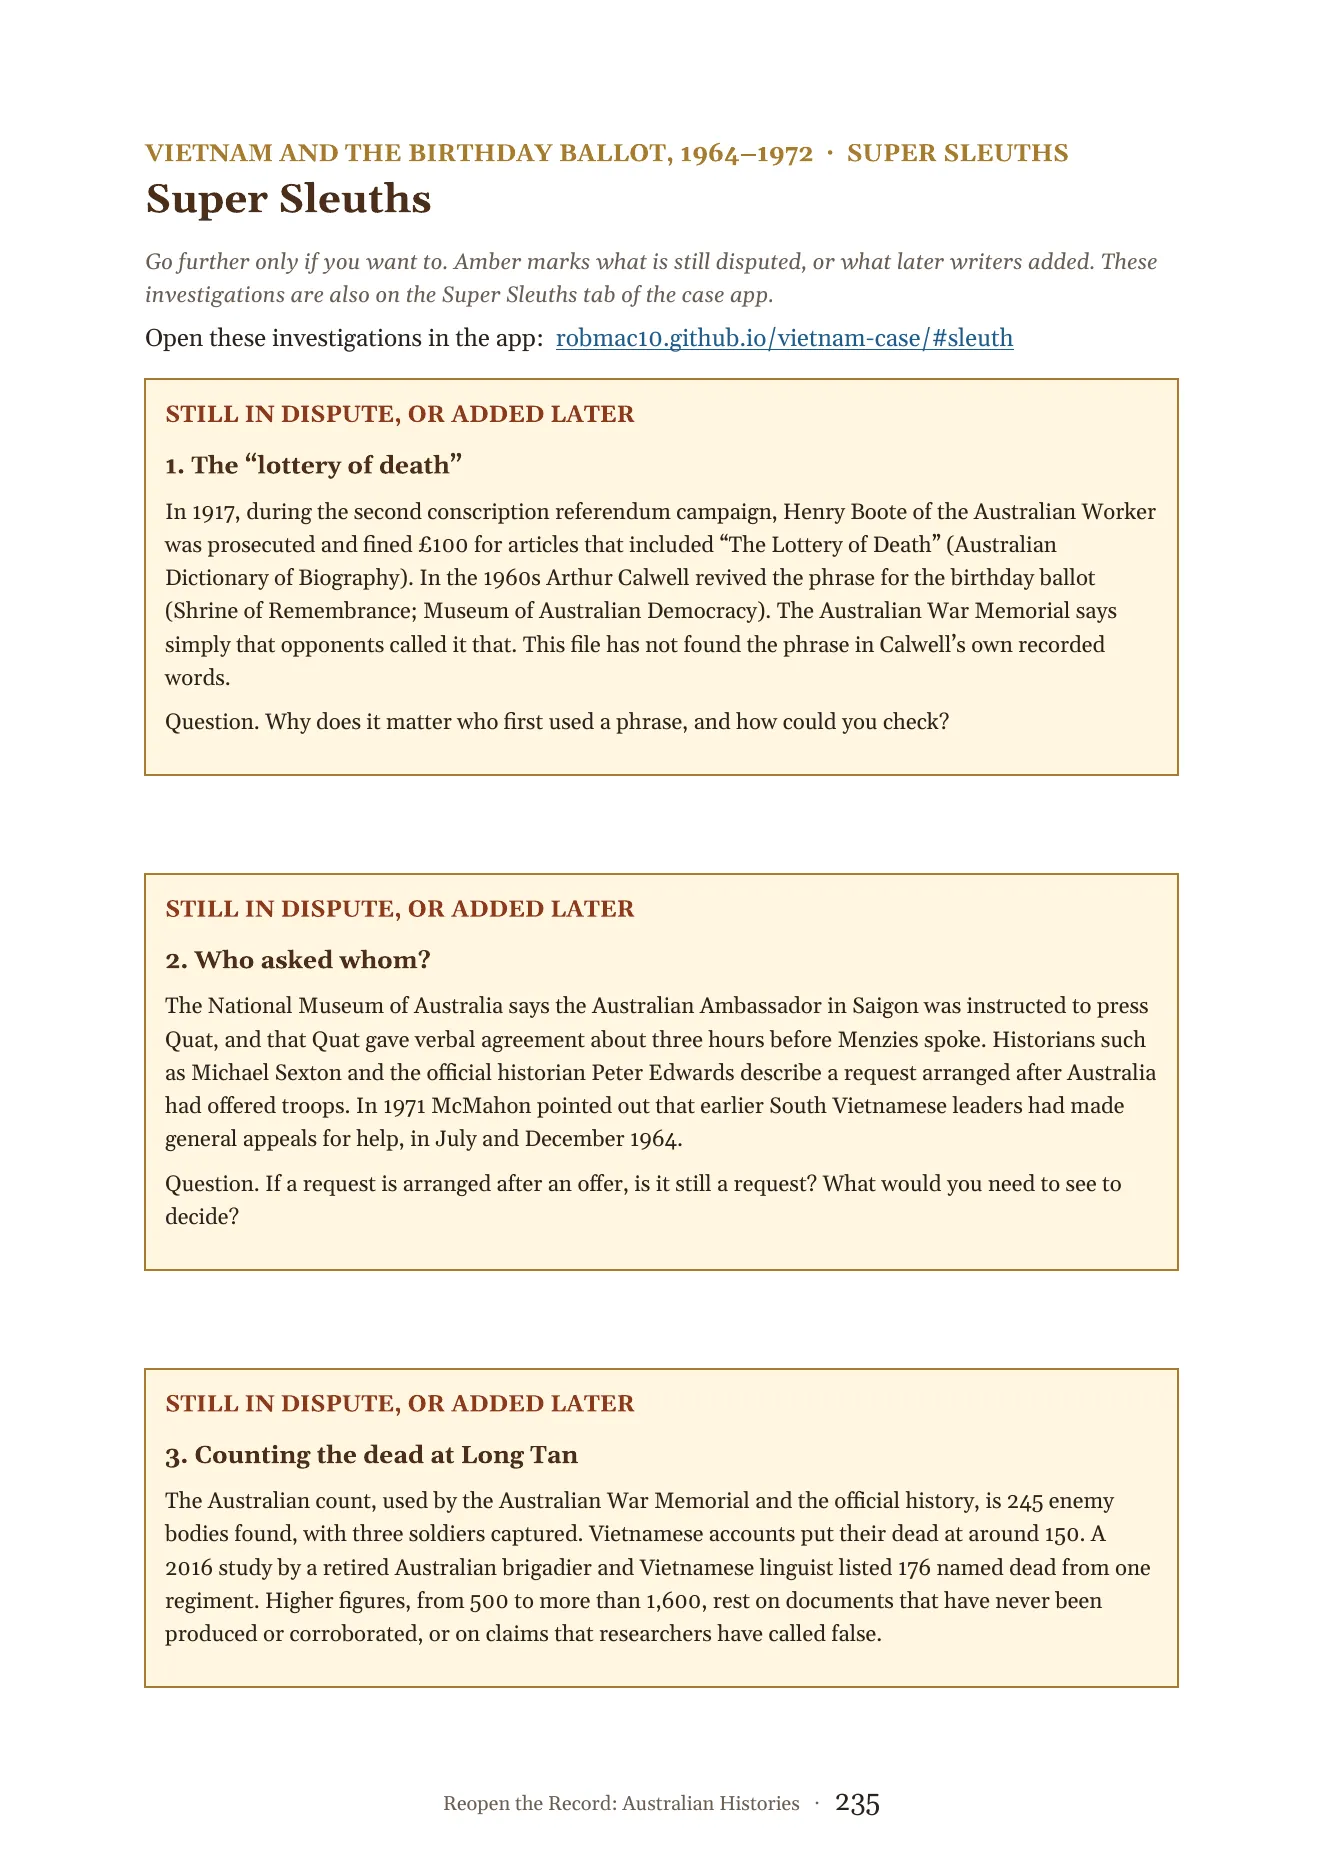 VIETNAM AND THE BIRTHDAY BALLOT, 1964–1972 · SUPER SLEUTHS
Super Sleuths
Go further only if you want to. Amber marks what is still disputed, or what later writers added. These
investigations are also on the Super Sleuths tab of the case app.
Open these investigations in the app: robmac10.github.io/vietnam-case/#sleuth
STILL IN DISPUTE, OR ADDED LATER
1. The “lottery of death”
In 1917, during the second conscription referendum campaign, Henry Boote of the Australian Worker
was prosecuted and fined £100 for articles that included “The Lottery of Death” (Australian
Dictionary of Biography). In the 1960s Arthur Calwell revived the phrase for the birthday ballot
(Shrine of Remembrance; Museum of Australian Democracy). The Australian War Memorial says
simply that opponents called it that. This file has not found the phrase in Calwell’s own recorded
words.
Question. Why does it matter who first used a phrase, and how could you check?
STILL IN DISPUTE, OR ADDED LATER
2. Who asked whom?
The National Museum of Australia says the Australian Ambassador in Saigon was instructed to press
Quat, and that Quat gave verbal agreement about three hours before Menzies spoke. Historians such
as Michael Sexton and the official historian Peter Edwards describe a request arranged after Australia
had offered troops. In 1971 McMahon pointed out that earlier South Vietnamese leaders had made
general appeals for help, in July and December 1964.
Question. If a request is arranged after an offer, is it still a request? What would you need to see to
decide?
STILL IN DISPUTE, OR ADDED LATER
3. Counting the dead at Long Tan
The Australian count, used by the Australian War Memorial and the official history, is 245 enemy
bodies found, with three soldiers captured. Vietnamese accounts put their dead at around 150. A
2016 study by a retired Australian brigadier and Vietnamese linguist listed 176 named dead from one
regiment. Higher figures, from 500 to more than 1,600, rest on documents that have never been
produced or corroborated, or on claims that researchers have called false.
Reopen the Record: Australian Histories · 235